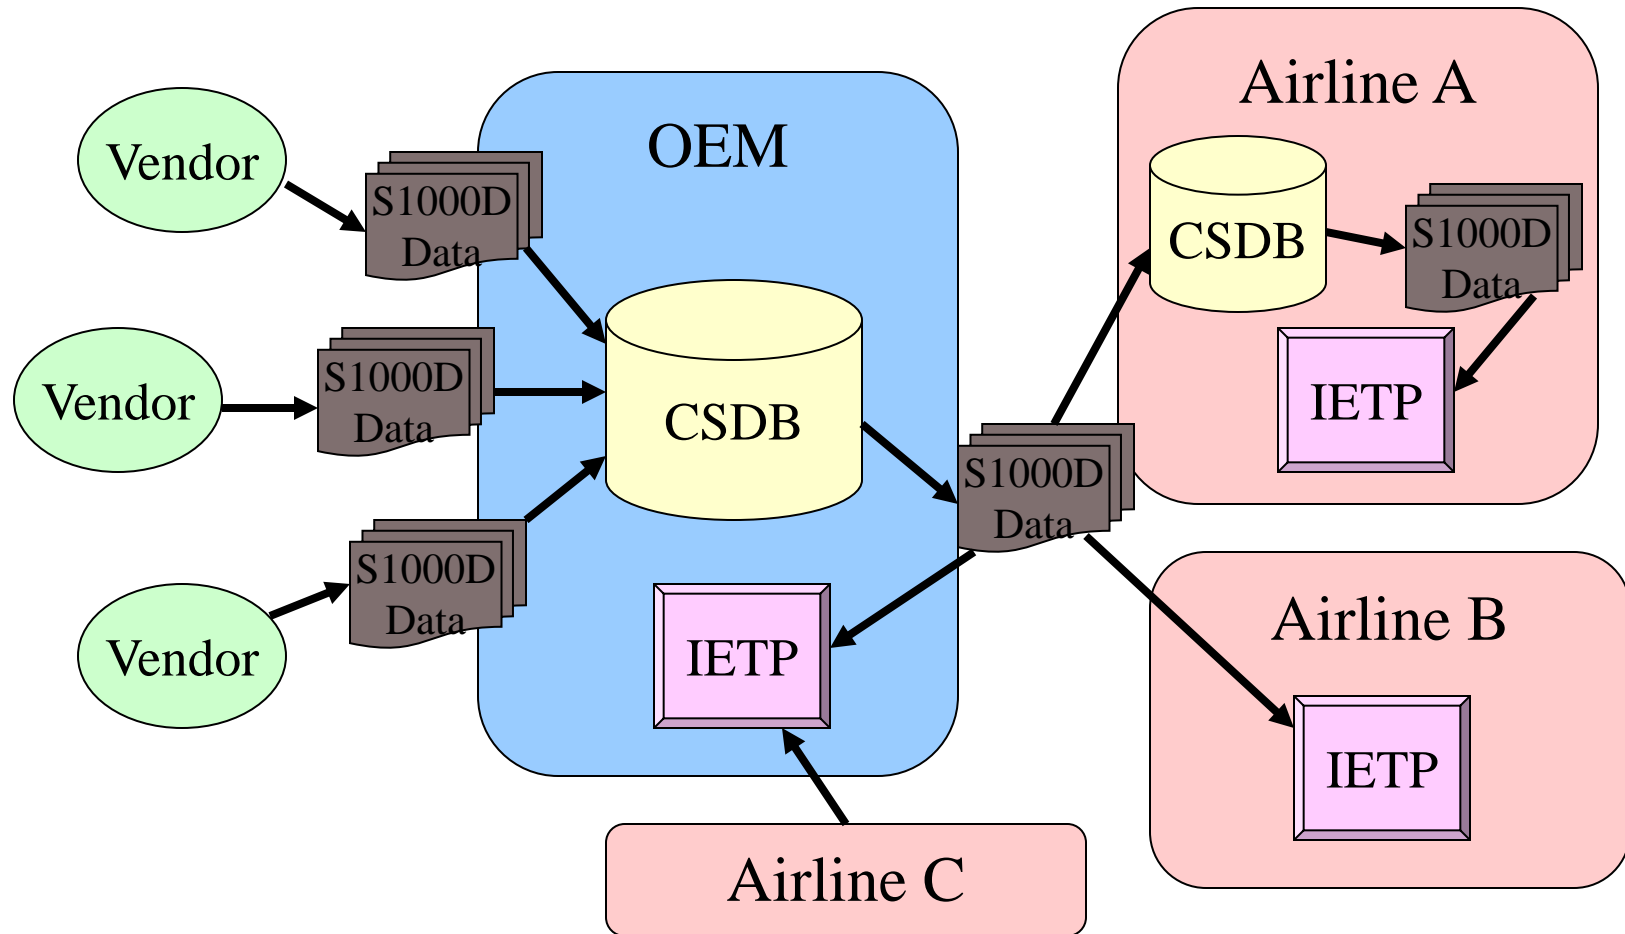 Airline A
OEM
Vendor
S1000D
Data
CSDB
S1000D
Data
Vendor
S1000D
Data
CSDB
IETP
S1000D
Data
Vendor
S1000D
Data
IETP
Airline B
IETP
Airline C